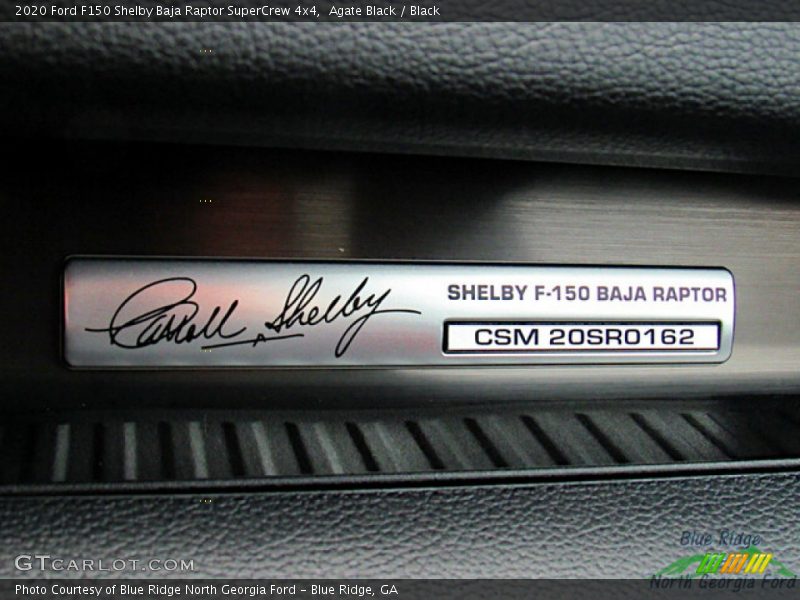 2020 Ford F150 Shelby Baja Raptor SuperCrew 4x4,  Agate Black / Black
Carroll Shelby
SHELBY F-150 BAJA RAPTOR
CSM 20SR0162
GTCARLOT.COM
Blue Ridge
North Georgia Ford
Photo Courtesy of Blue Ridge North Georgia Ford – Blue Ridge, GA